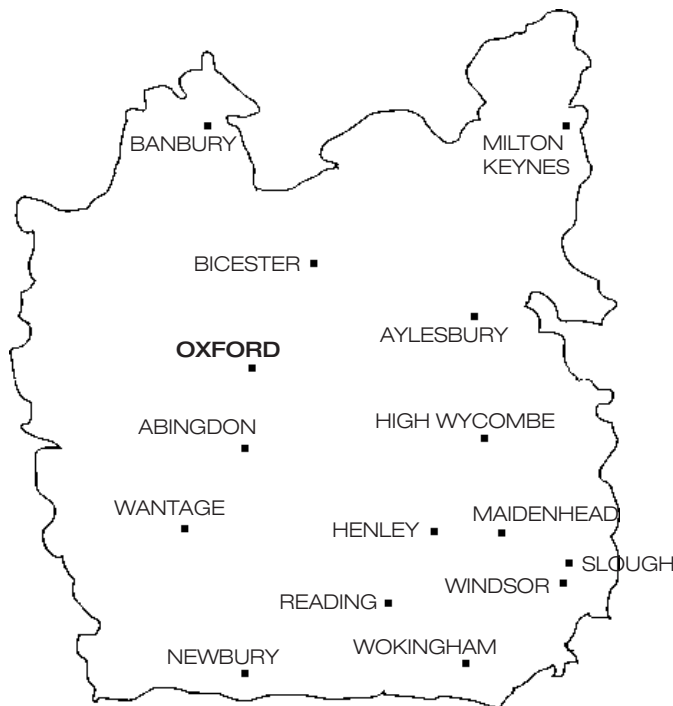 BANBURY
MILTON
KEYNES
BICESTER
AYLESBURY
OXFORD
ABINGDON
HIGH WYCOMBE
WANTAGE
HENLEY
MAIDENHEAD
SLOUGH
WINDSOR
READING
WOKINGHAM
NEWBURY